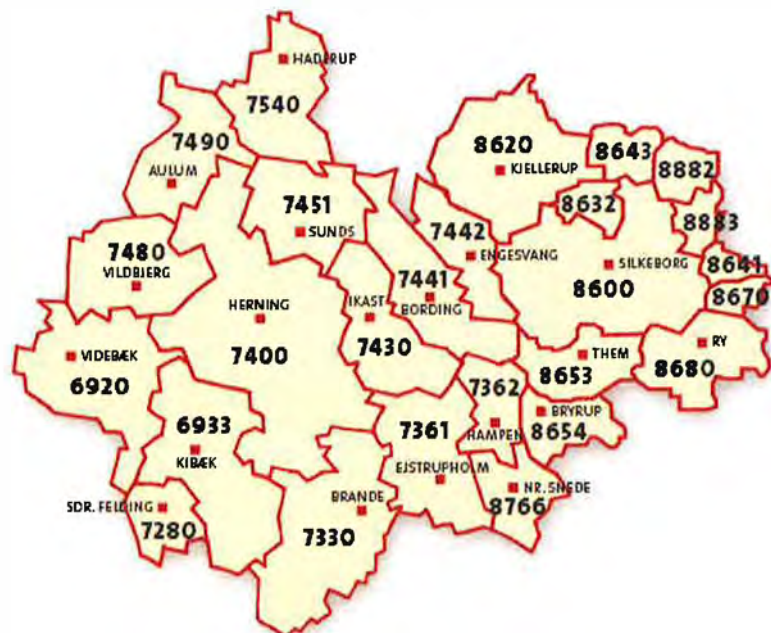 HADERUP
7540
7490
AULUM
8620
KJELLERUP
8643
8882
8632
8883
7451
SUNDS
7442
ENGESVANG
SILKEBORG
8600
8641
8670
7480
VILDBJERG
7441
BORDING
HERNING
7400
IKAST
7430
VIDEBÆK
6920
THEM
8653
RY
8680
7362
HAMPEN
BRYRUP
8654
6933
KIBÆK
7361
EJSTRUPHOLM
NR. SNEDE
8766
SDR. FELDING
7280
BRANDE
7330